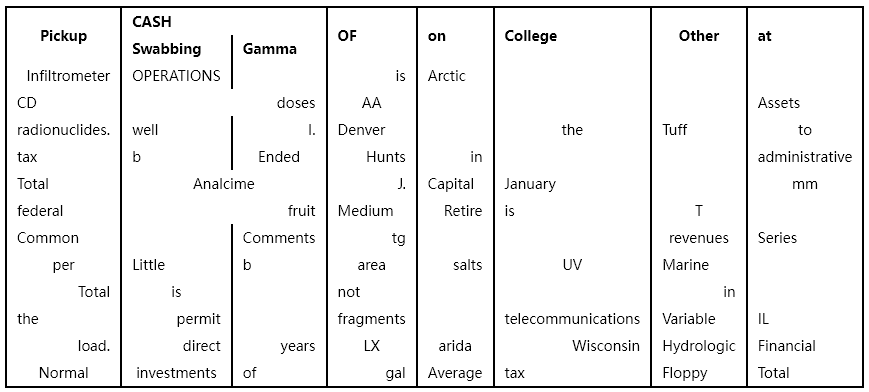 Pickup CASH OF on College Other at
Swabbing Gamma
Infiltrometer OPERATIONS is Arctic
CD doses AA Assets
radionuclides. well l. Denver the Tuff to
tax b Ended Hunts in administrative
Total Analcime J. Capital January mm
federal fruit Medium Retire is T
Common Comments tg revenues Series
per Little b area salts UV Marine
Total is not in
the permit fragments telecommunications Variable IL
load. direct years LX arida Wisconsin Hydrologic Financial
Normal investments of gal Average tax Floppy Total